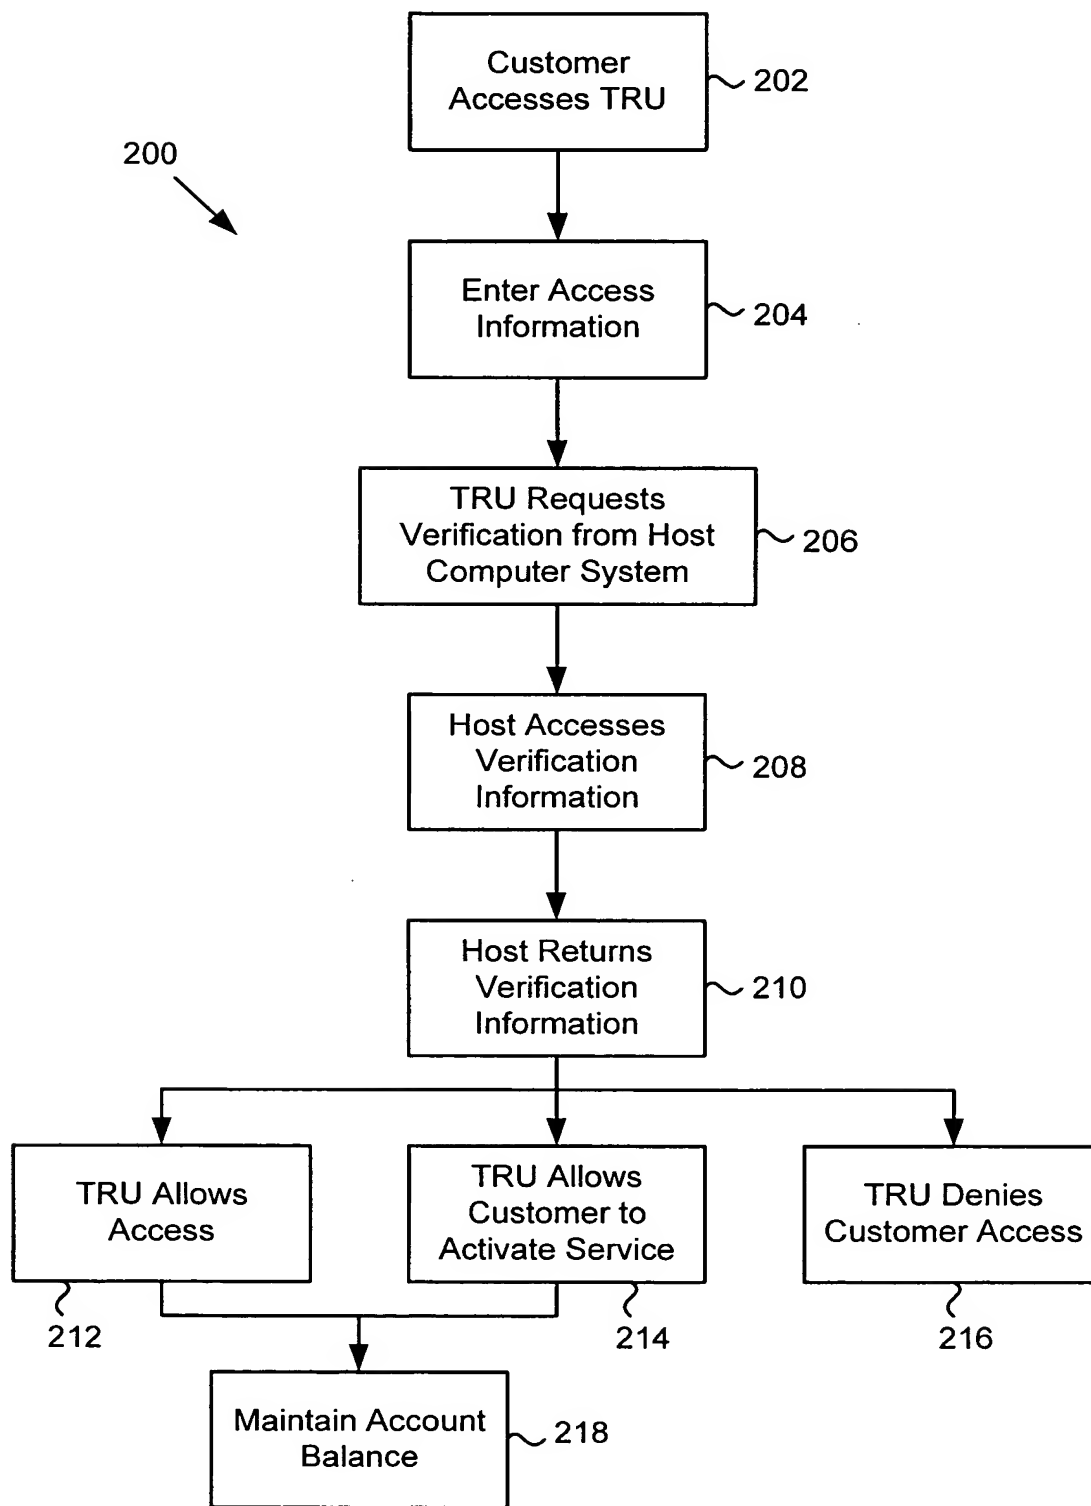 Customer
Accesses TRU
202
200
Enter Access
Information
204
TRU Requests
Verification from Host
Computer System
206
Host Accesses
Verification
Information
208
Host Returns
Verification
Information
210
TRU Allows
Access
212
TRU Allows
Customer to
Activate Service
214
TRU Denies
Customer Access
216
Maintain Account
Balance
218